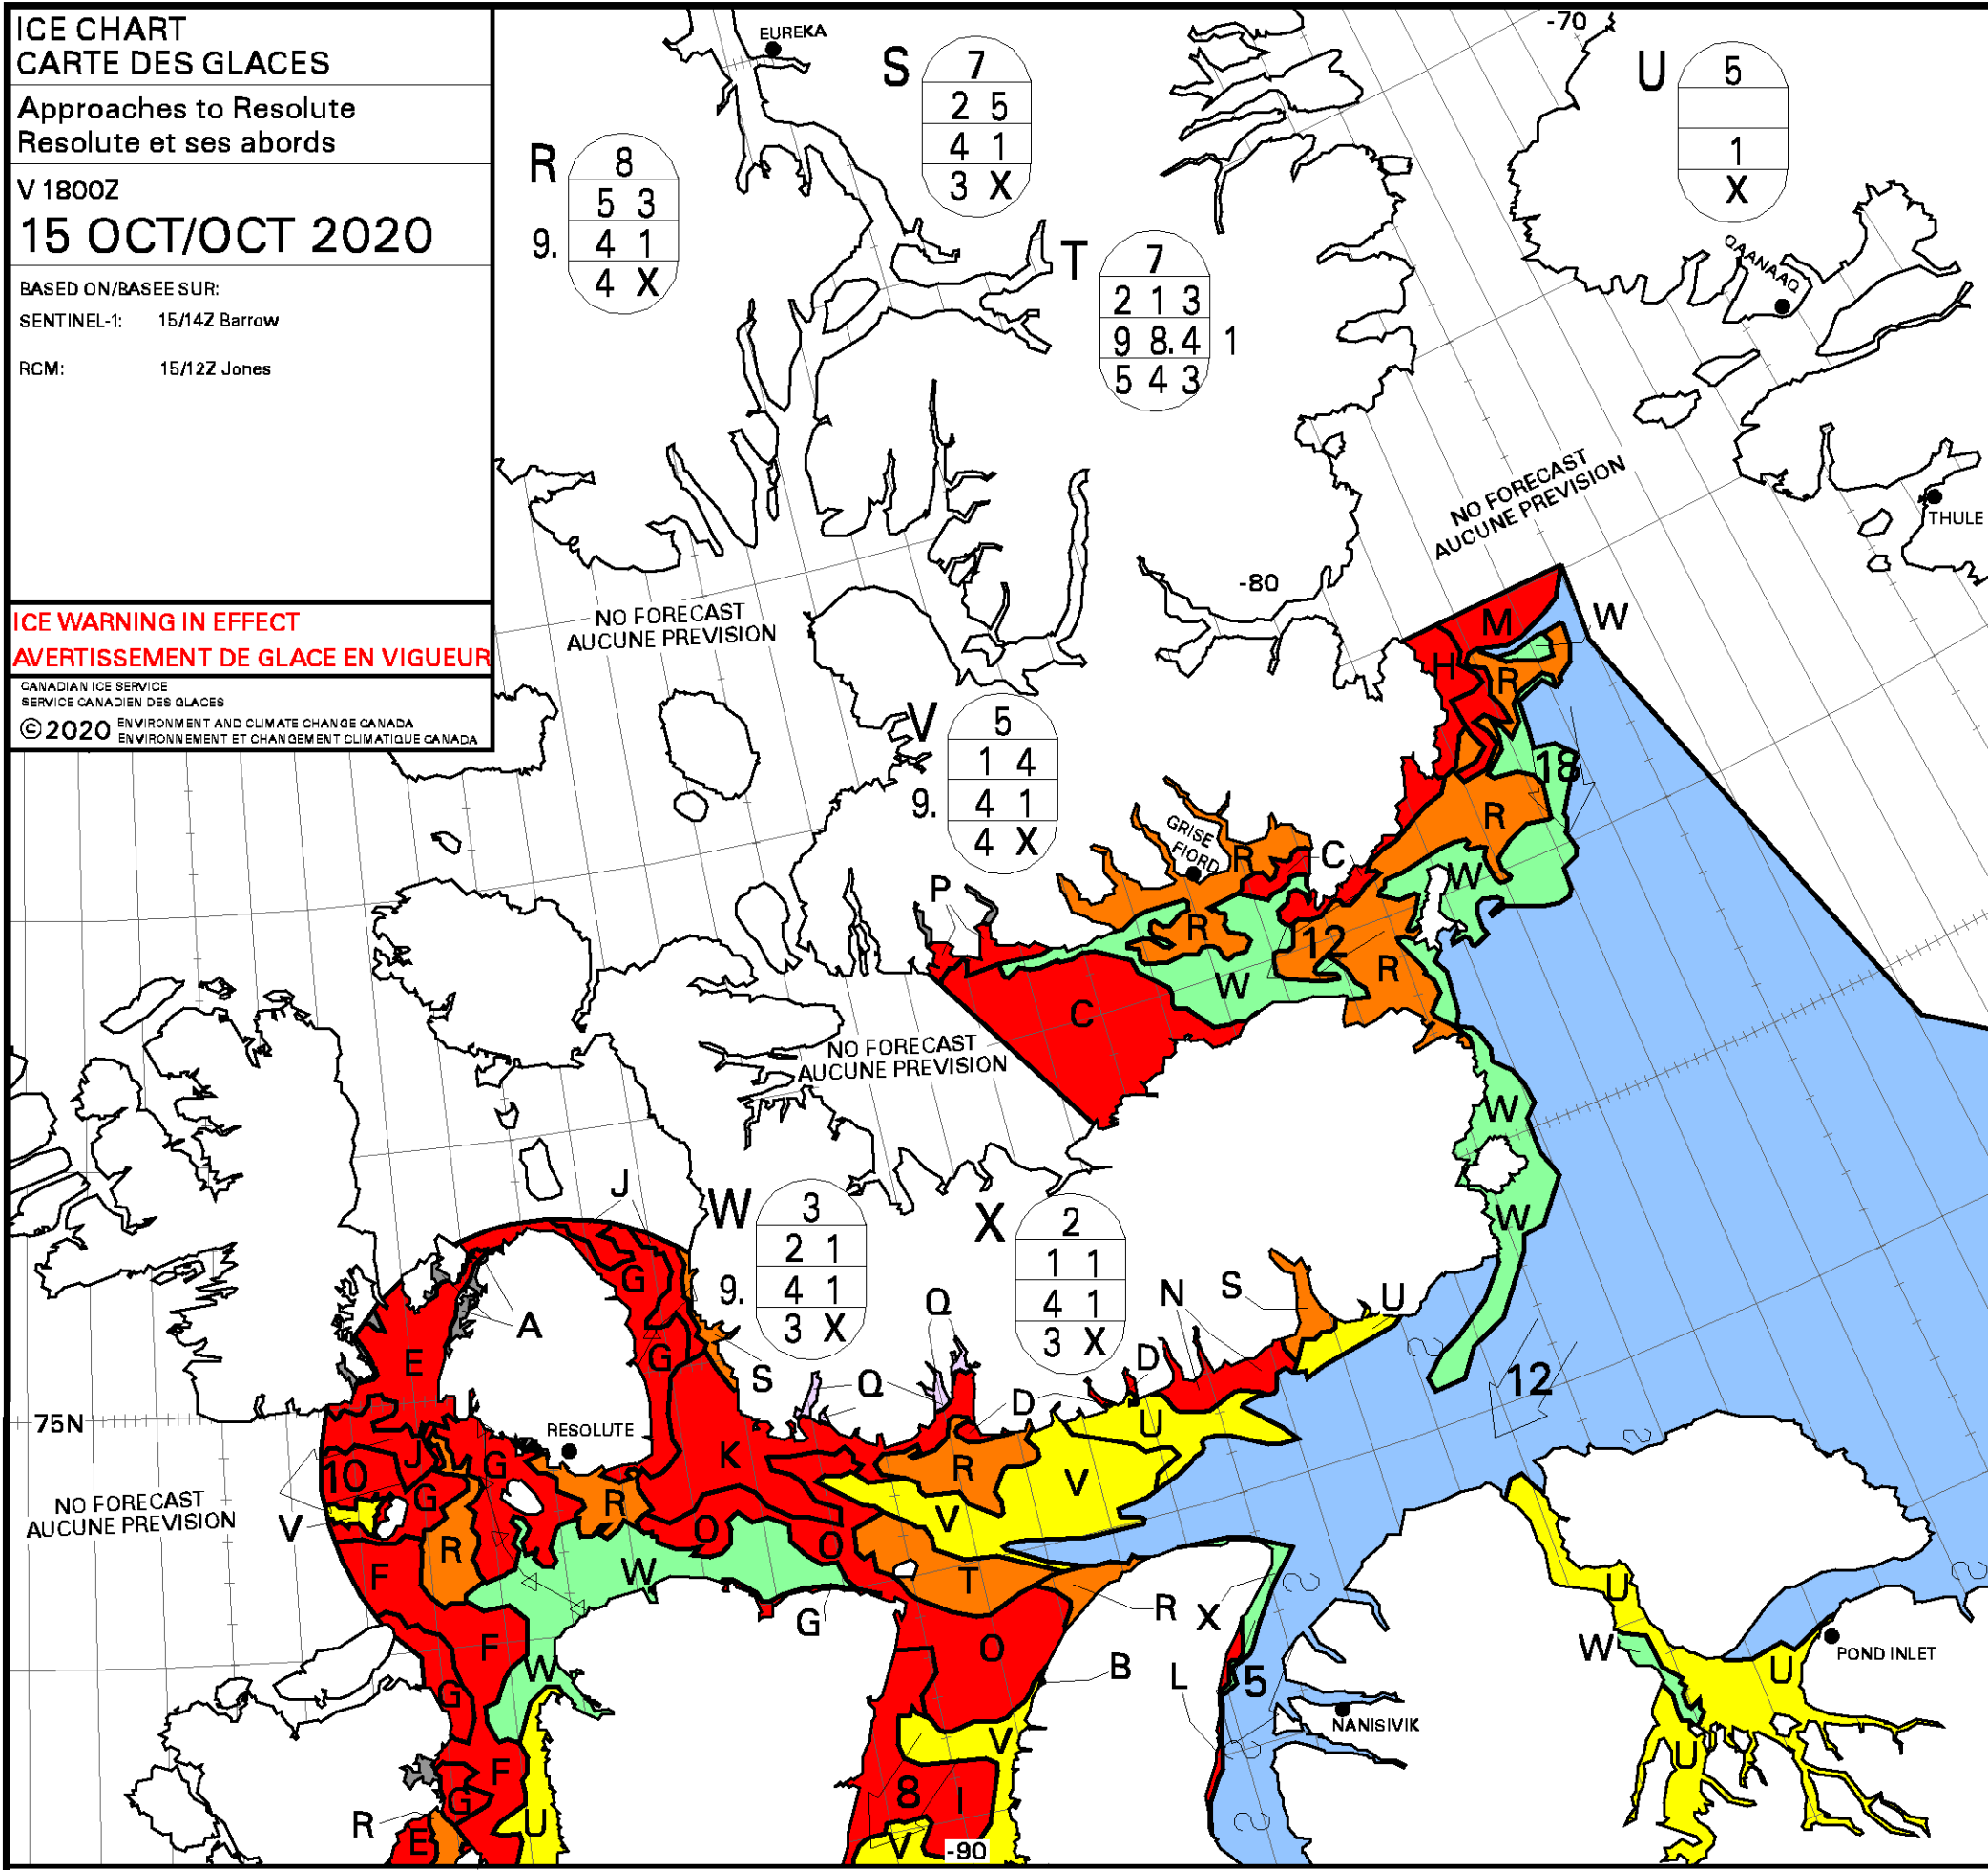 ICE CHART
CARTE DES GLACES
Approaches to Resolute
Resolute et ses abords
V 1800Z
15 OCT/OCT 2020
BASED ON/BASEE SUR:
SENTINEL-1: 15/14Z Barrow
RCM: 15/12Z Jones
ICE WARNING IN EFFECT
AVERTISSEMENT DE GLACE EN VIGUEUR
CANADIAN ICE SERVICE
SERVICE CANADIEN DES GLACES
© 2020 ENVIRONMENT AND CLIMATE CHANGE CANADA
ENVIRONNEMENT ET CHANGEMENT CLIMATIQUE CANADA
EUREKA
R
8
5 3
9. 4 1
4 X
S
7
2 5
4 1
3 X
T
7
2 1 3
9 8. 4 1
5 4 3
U
5
1
X
-70
QAANAAQ
THULE
NO FORECAST
AUCUNE PREVISION
-80
NO FORECAST
AUCUNE PREVISION
M
W
H
R
18
R
V
5
1 4
9. 4 1
4 X
GRISE
FIORD
R
C
W
P
R
12
R
W
C
NO FORECAST
AUCUNE PREVISION
W
W
J
W
3
2 1
9. 4 1
3 X
X
2
1 1
4 1
3 X
G
A
E
G
S
Q
Q
D
D
N
S
U
12
75N
RESOLUTE
J
10
G
G
K
R
R
U
V
V
NO FORECAST
AUCUNE PREVISION
V
F
R
O
O
W
T
G
R
X
U
W
F
W
O
B
L
5
G
V
NANISIVIK
U
POND INLET
U
F
G
R
E
U
8
I
V
-90